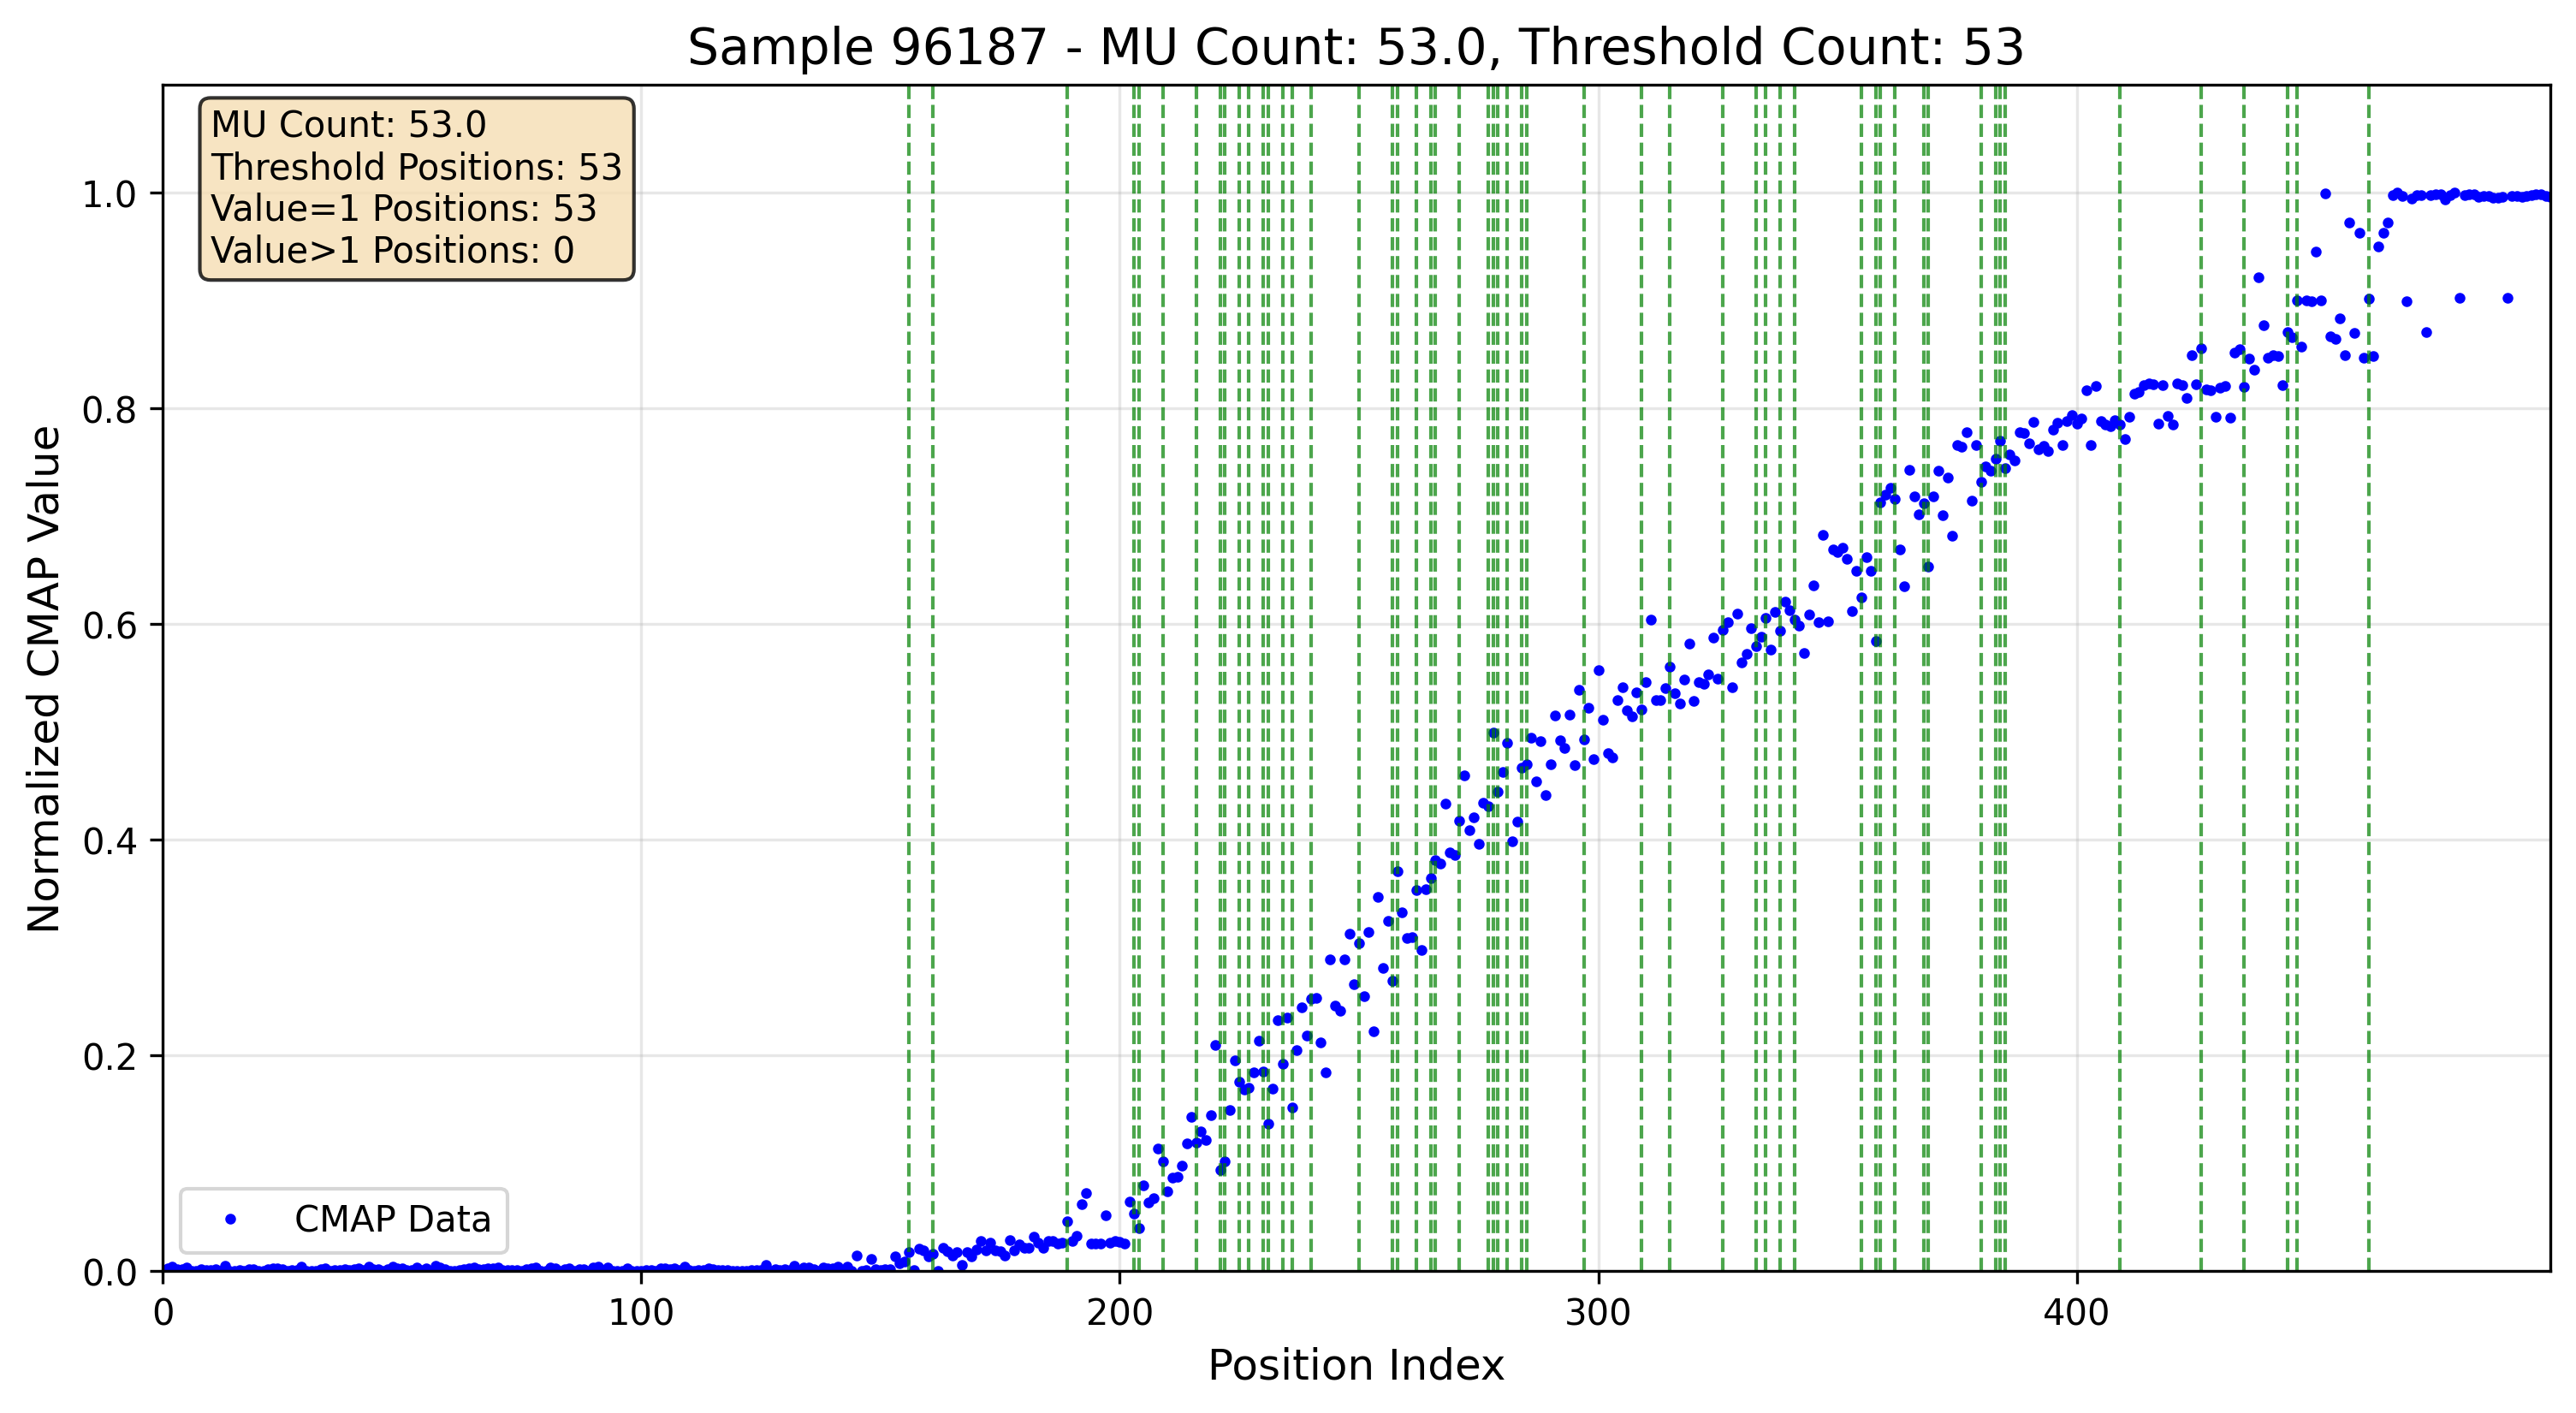 Sample 96187 - MU Count: 53.0, Threshold Count: 53
MU Count: 53.0
Threshold Positions: 53
Value=1 Positions: 53
Value>1 Positions: 0
Normalized CMAP Value
1.0
0.8
0.6
0.4
0.2
0.0
CMAP Data
0 100 200 300 400
Position Index